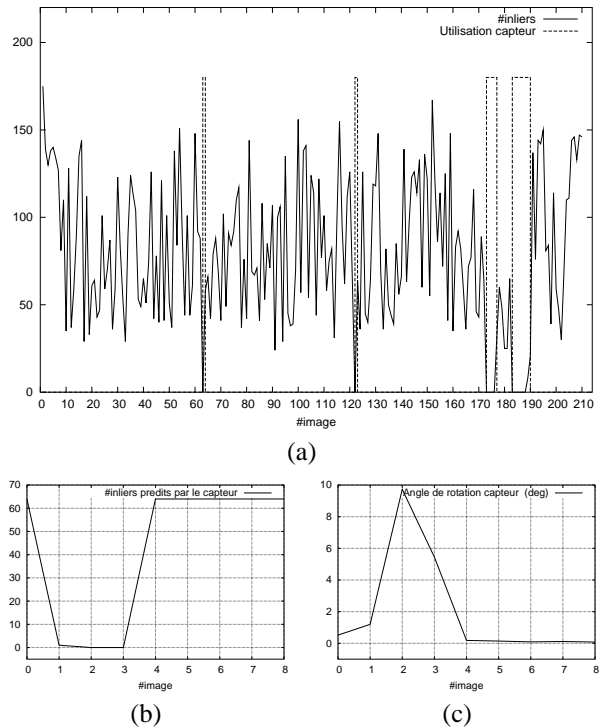 #inliers
Utilisation capteur
200
150
100
50
0
0 10 20 30 40 50 60 70 80 90 100 110 120 130 140 150 160 170 180 190 200 210
#image
(a)
#inliers predits par le capteur
70
60
50
40
30
20
10
0
0 1 2 3 4 5 6 7 8
#image
(b)
Angle de rotation capteur (deg)
10
8
6
4
2
0
0 1 2 3 4 5 6 7 8
#image
(c)